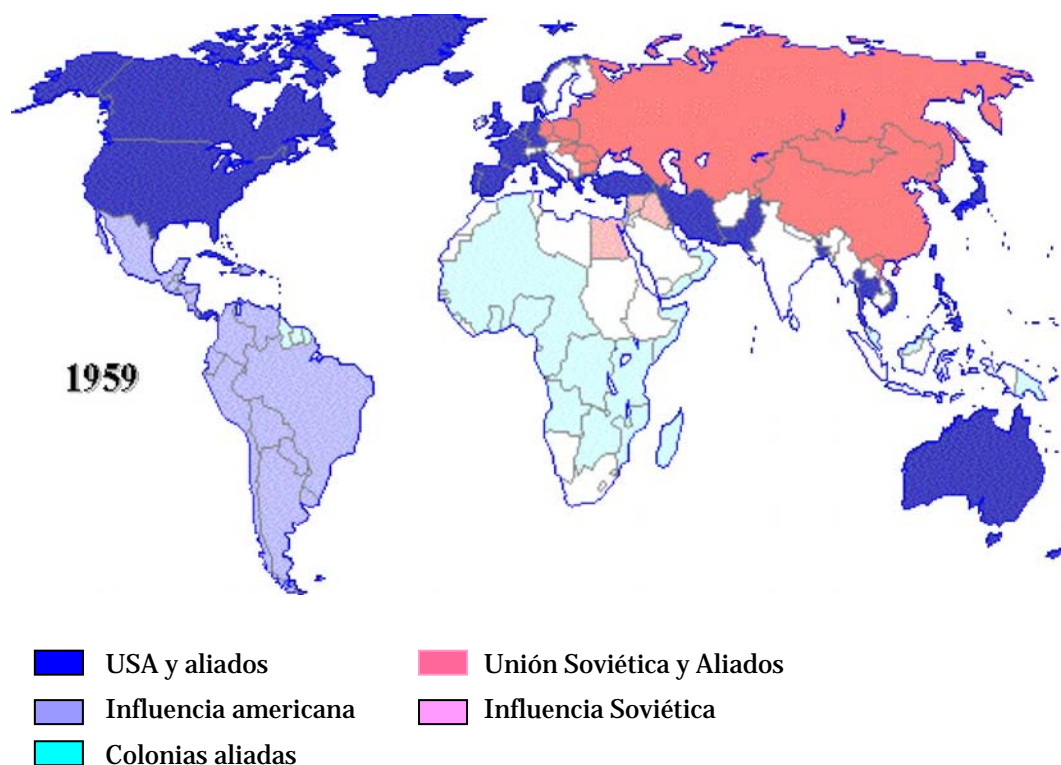 1959
USA y aliados
Unión Soviética y Aliados
Influencia americana
Influencia Soviética
Colonias aliadas